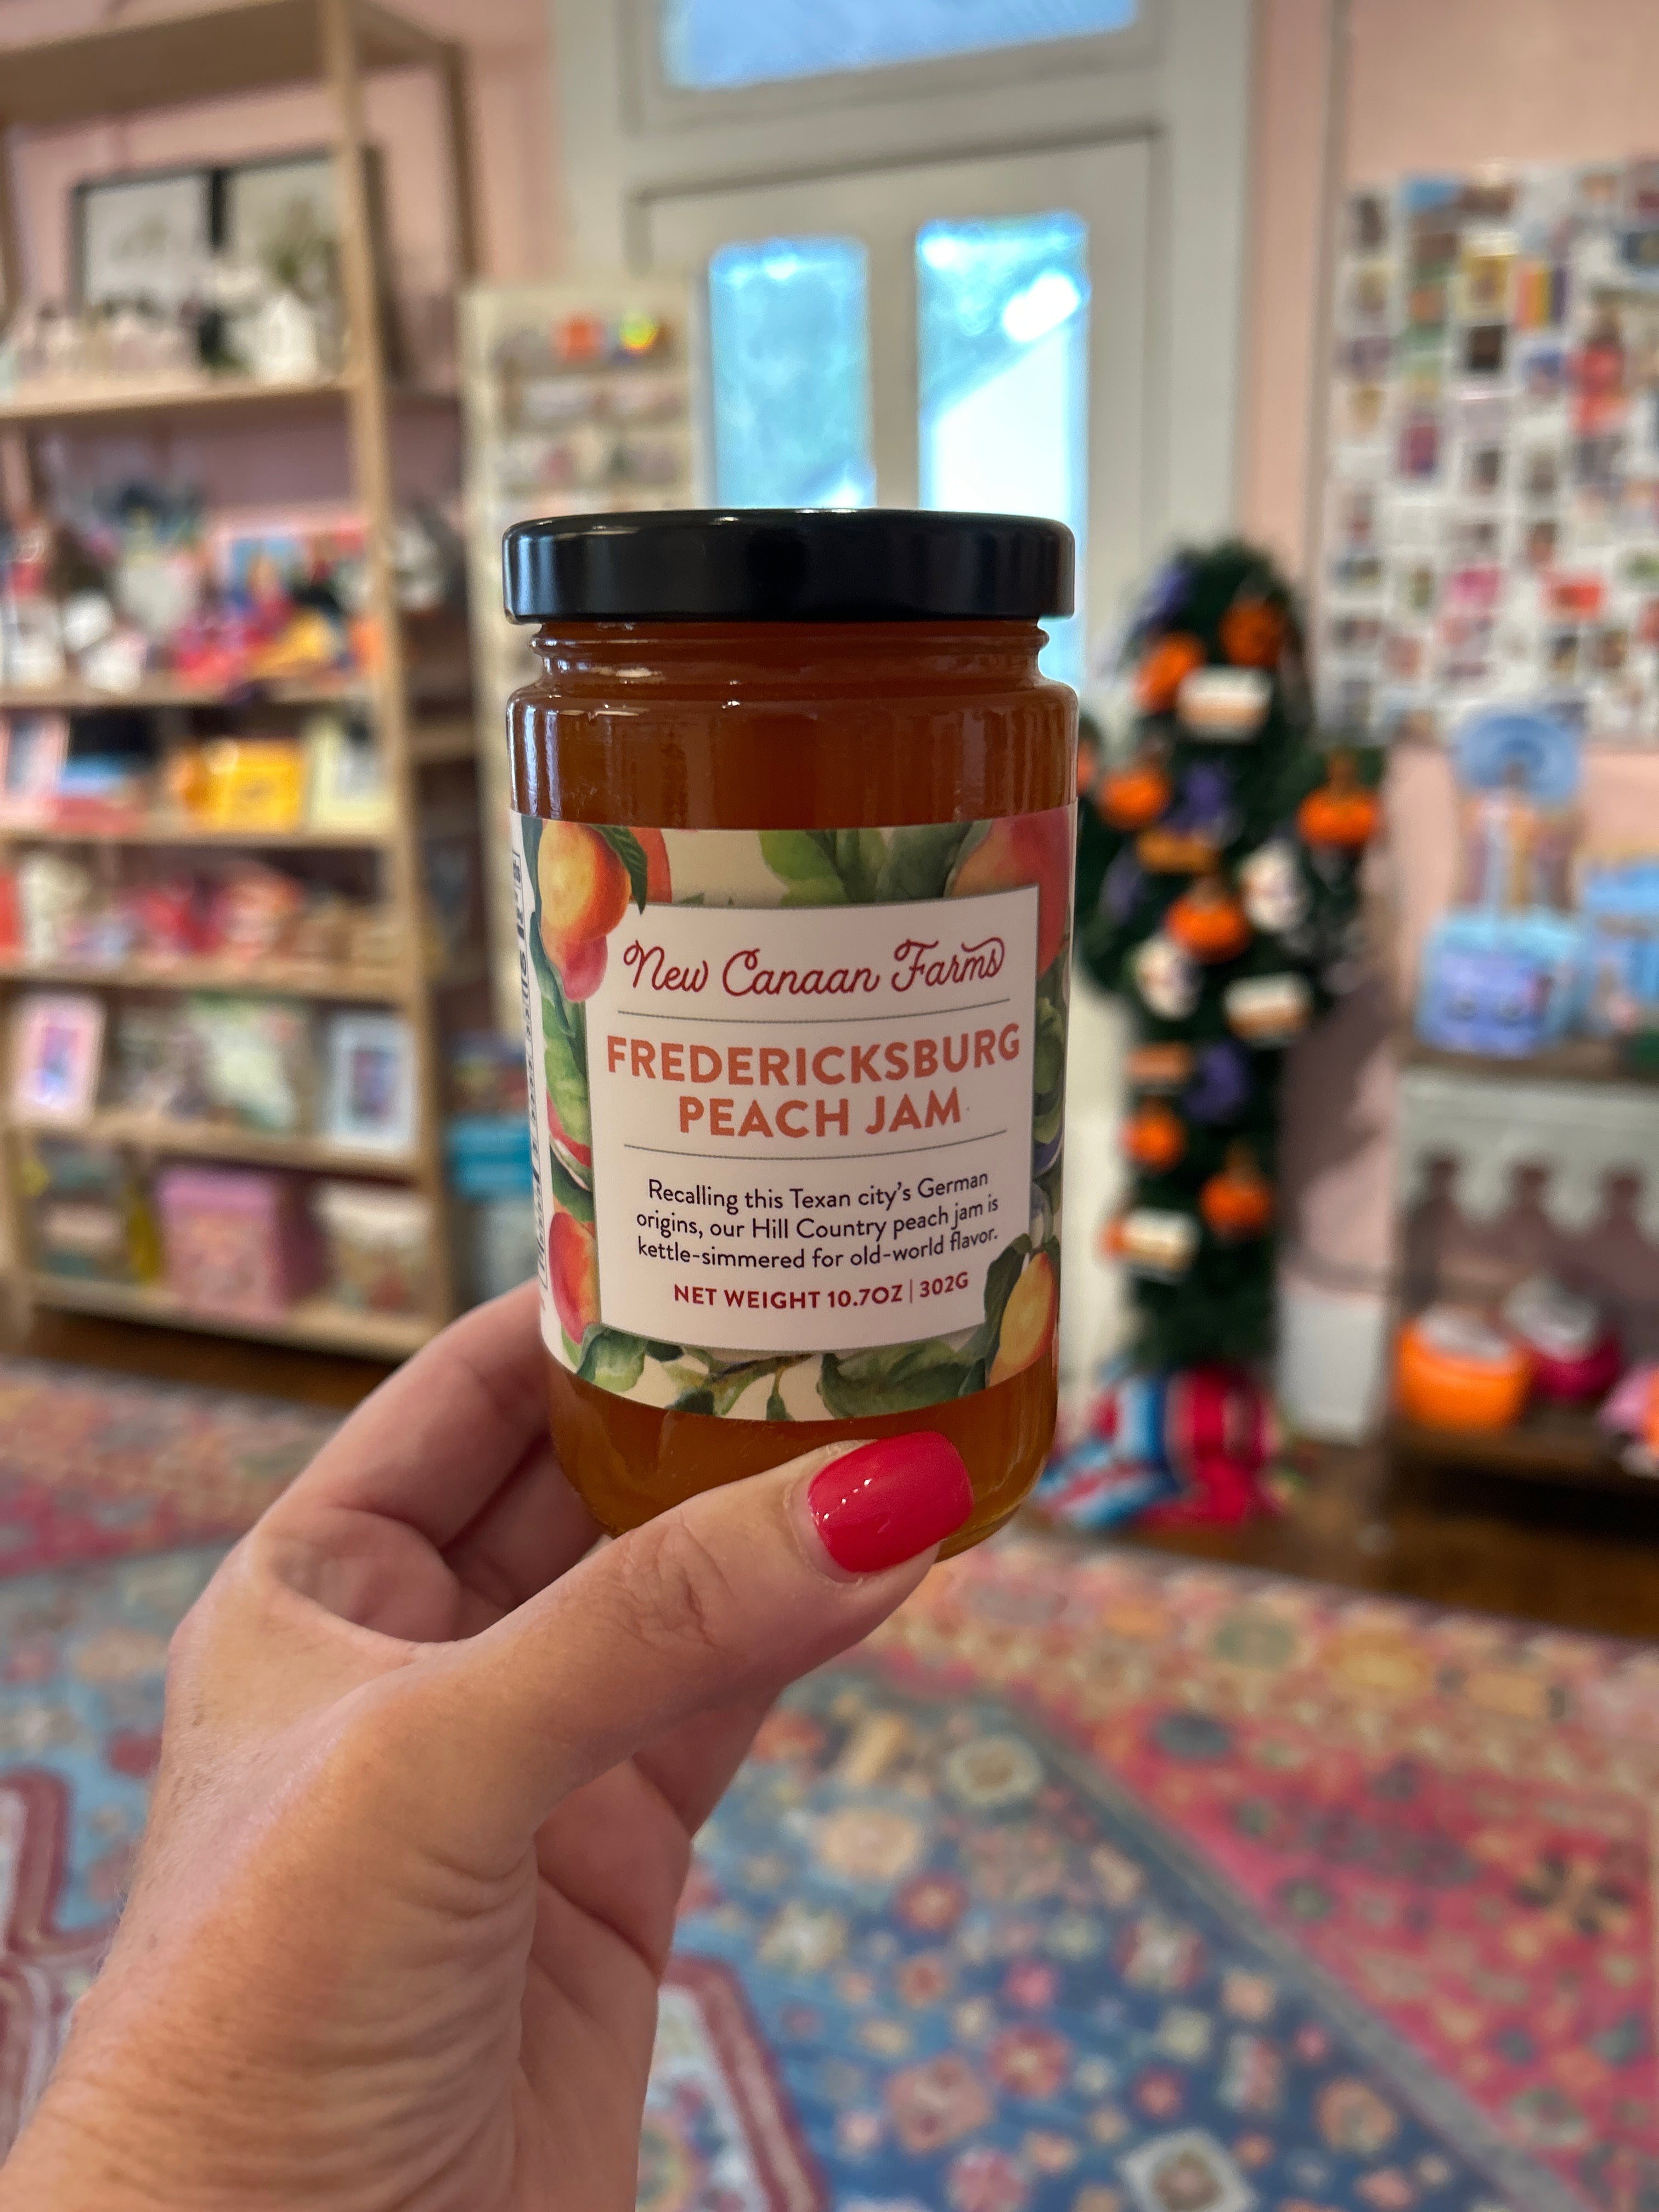 New Canaan Farms
FREDERICKSBURG
PEACH JAM
Recalling this Texan city's German
origins, our Hill Country peach jam is
kettle-simmered for old-world flavor.
NET WEIGHT 10.7OZ | 302G